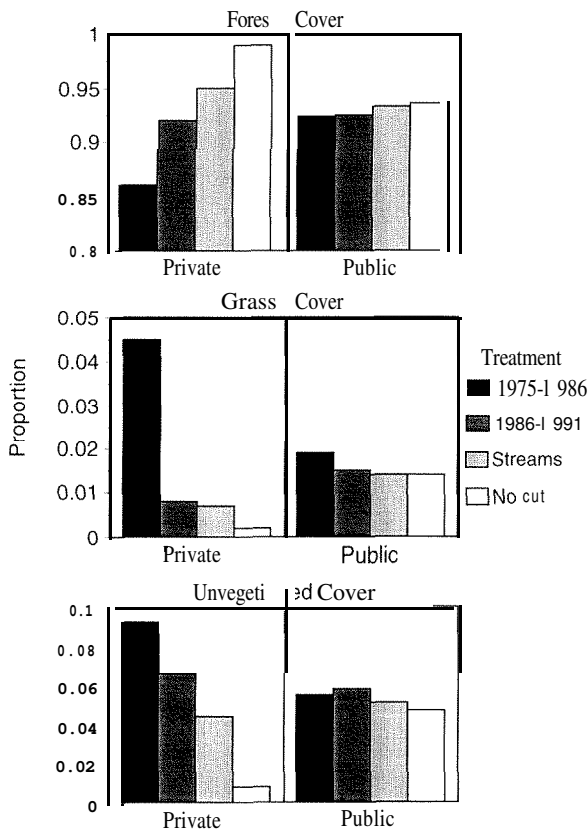 Fores Cover
1
0.95
0.9
0.85
0.8
Private Public
Grass Cover
0.05
0.04
0.03
0.02
0.01
0
Private Public
Proportion
Treatment
1975-I 986
1986-I 991
Streams
No cut
Unvegeti ed Cover
0.1
0.08
0.06
0.04
0.02
0
Private Public